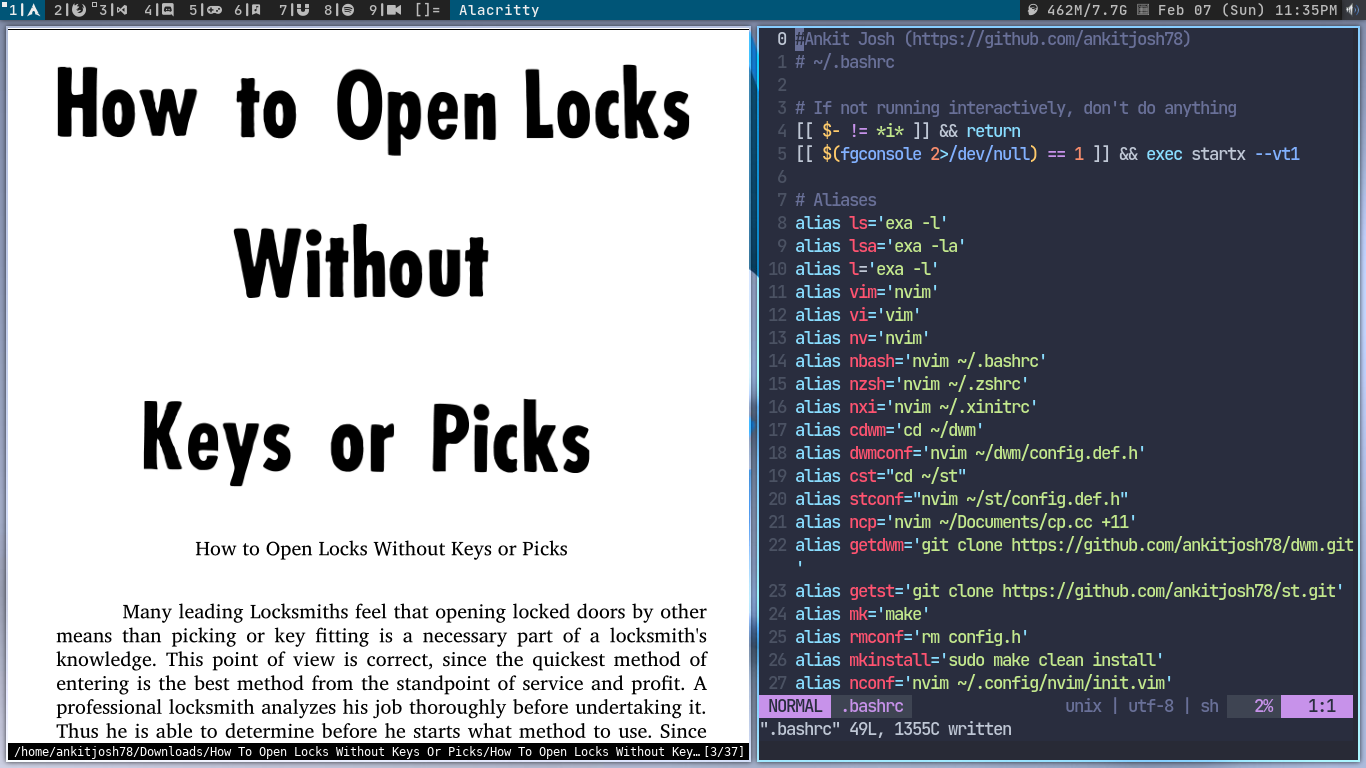 1 2 3 4 5 6 7 8 9 []= Alacritty 462M/7.7G Feb 07 (Sun) 11:35PM
How to Open Locks
Without
Keys or Picks
How to Open Locks Without Keys or Picks
Many leading Locksmiths feel that opening locked doors by other
means than picking or key fitting is a necessary part of a locksmith's
knowledge. This point of view is correct, since the quickest method of
entering is the best method from the standpoint of service and profit. A
professional locksmith analyzes his job thoroughly before undertaking it.
Thus he is able to determine before he starts what method to use. Since
/home/ankitjosh78/Downloads/How To Open Locks Without Keys Or Picks/How To Open Locks Without Key…[3/37]
0 #Ankit Josh (https://github.com/ankitjosh78)
1 # ~/.bashrc
2
3 # If not running interactively, don't do anything
4 [[ $- != *i* ]] && return
5 [[ $(fgconsole 2>/dev/null) == 1 ]] && exec startx --vt1
6
7 # Aliases
8 alias ls='exa -l'
9 alias lsa='exa -la'
10 alias l='exa -l'
11 alias vim='nvim'
12 alias vi='vim'
13 alias nv='nvim'
14 alias nbash='nvim ~/.bashrc'
15 alias nzsh='nvim ~/.zshrc'
16 alias nxi='nvim ~/.xinitrc'
17 alias cdwm='cd ~/dwm'
18 alias dwmconf='nvim ~/dwm/config.def.h'
19 alias cst="cd ~/st"
20 alias stconf="nvim ~/st/config.def.h"
21 alias ncp='nvim ~/Documents/cp.cc +11'
22 alias getdwm='git clone https://github.com/ankitjosh78/dwm.git
'
23 alias getst='git clone https://github.com/ankitjosh78/st.git'
24 alias mk='make'
25 alias rmconf='rm config.h'
26 alias mkinstall='sudo make clean install'
27 alias nconf='nvim ~/.config/nvim/init.vim'
NORMAL .bashrc unix | utf-8 | sh 2% 1:1
".bashrc" 49L, 1355C written